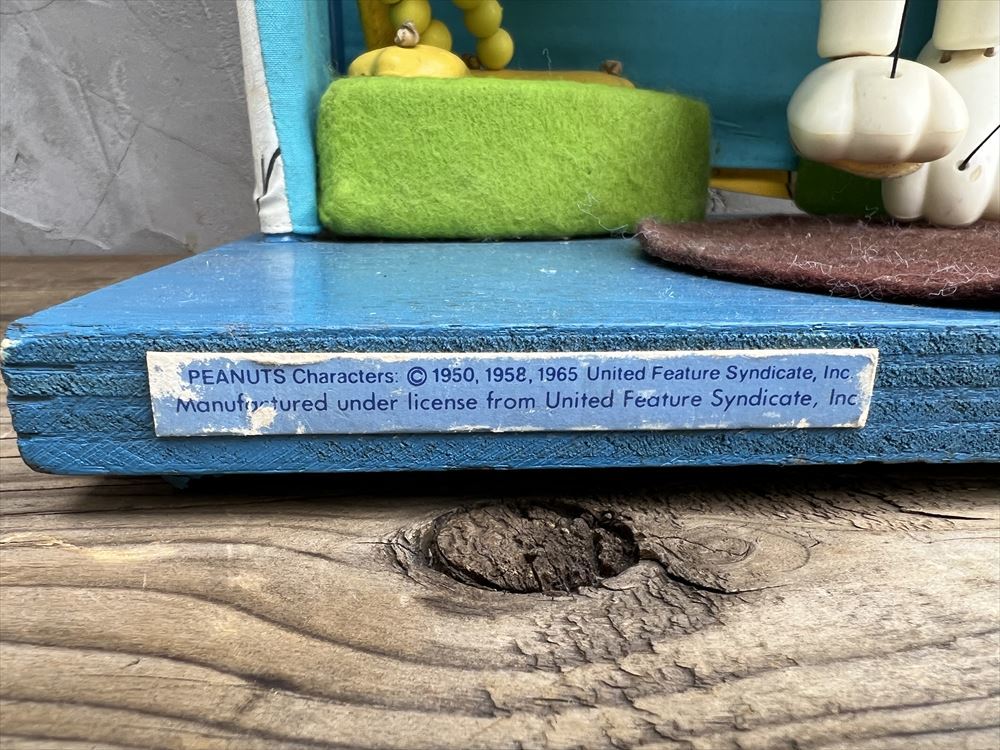 PEANUTS Characters: © 1950, 1958, 1965 United Feature Syndicate, Inc.
Manufactured under license from United Feature Syndicate, Inc